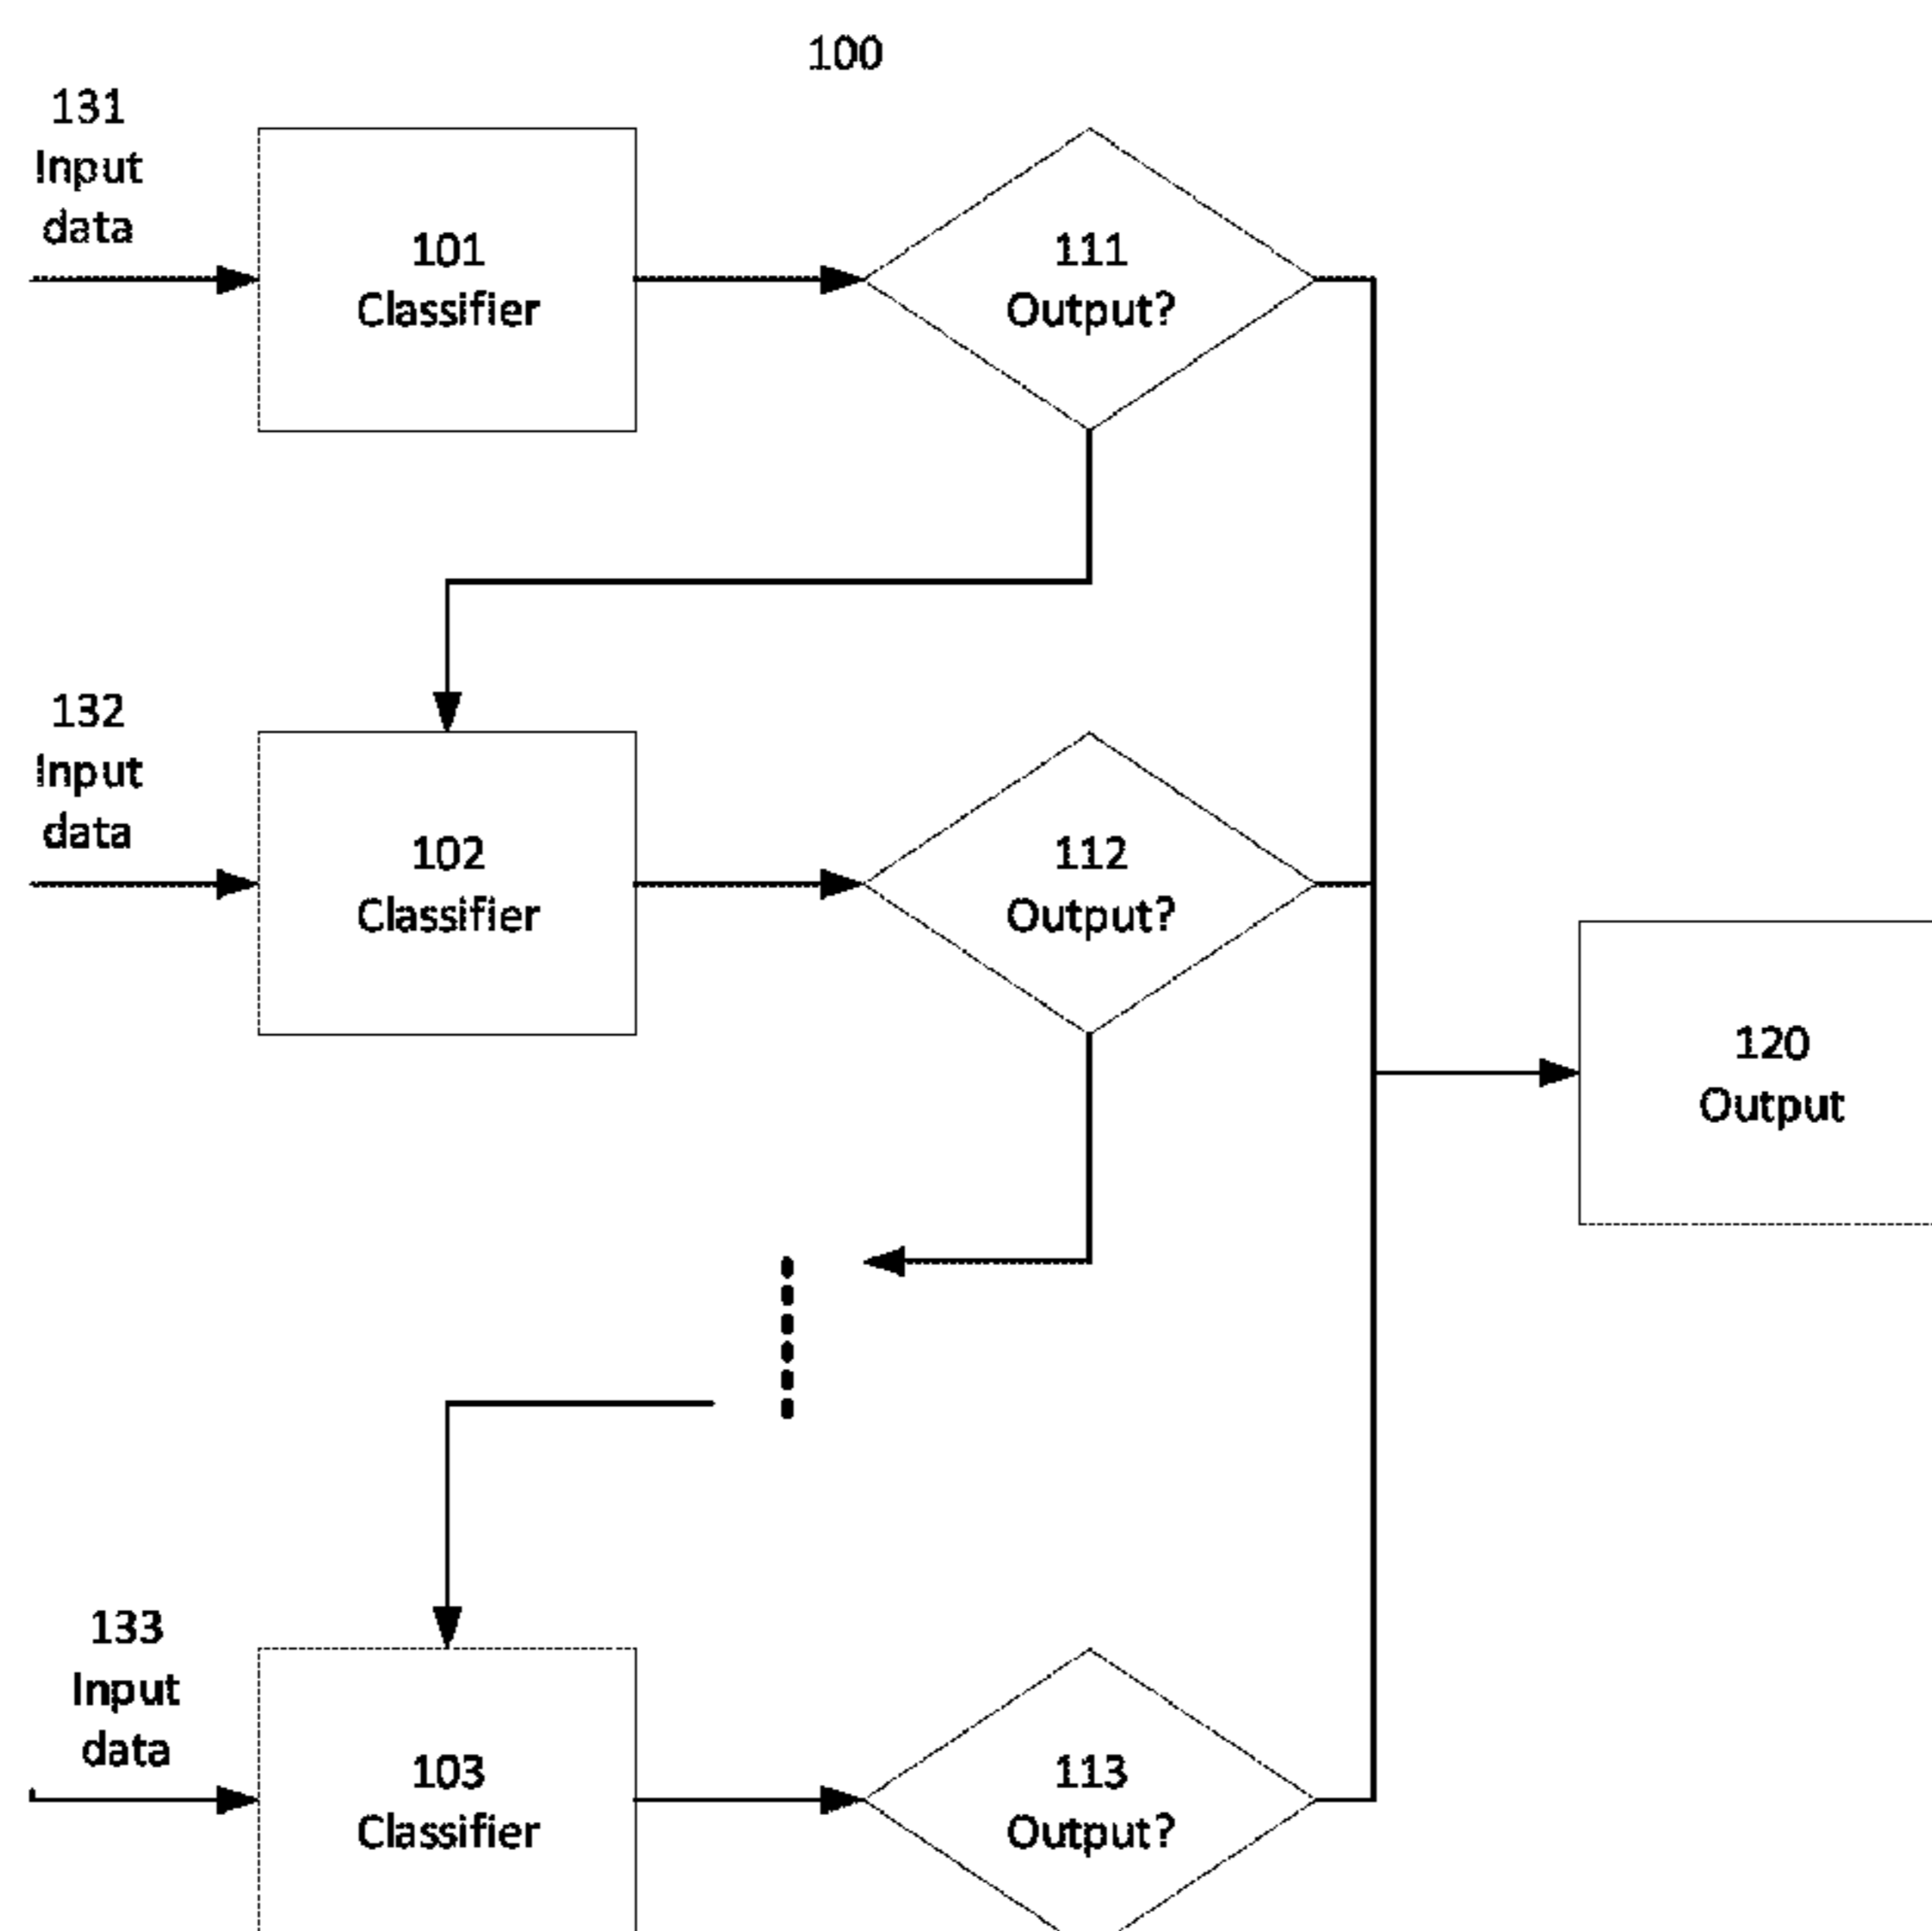 100
131
Input
data
101
Classifier
111
Output?
132
Input
data
102
Classifier
112
Output?
120
Output
133
Input
data
103
Classifier
113
Output?